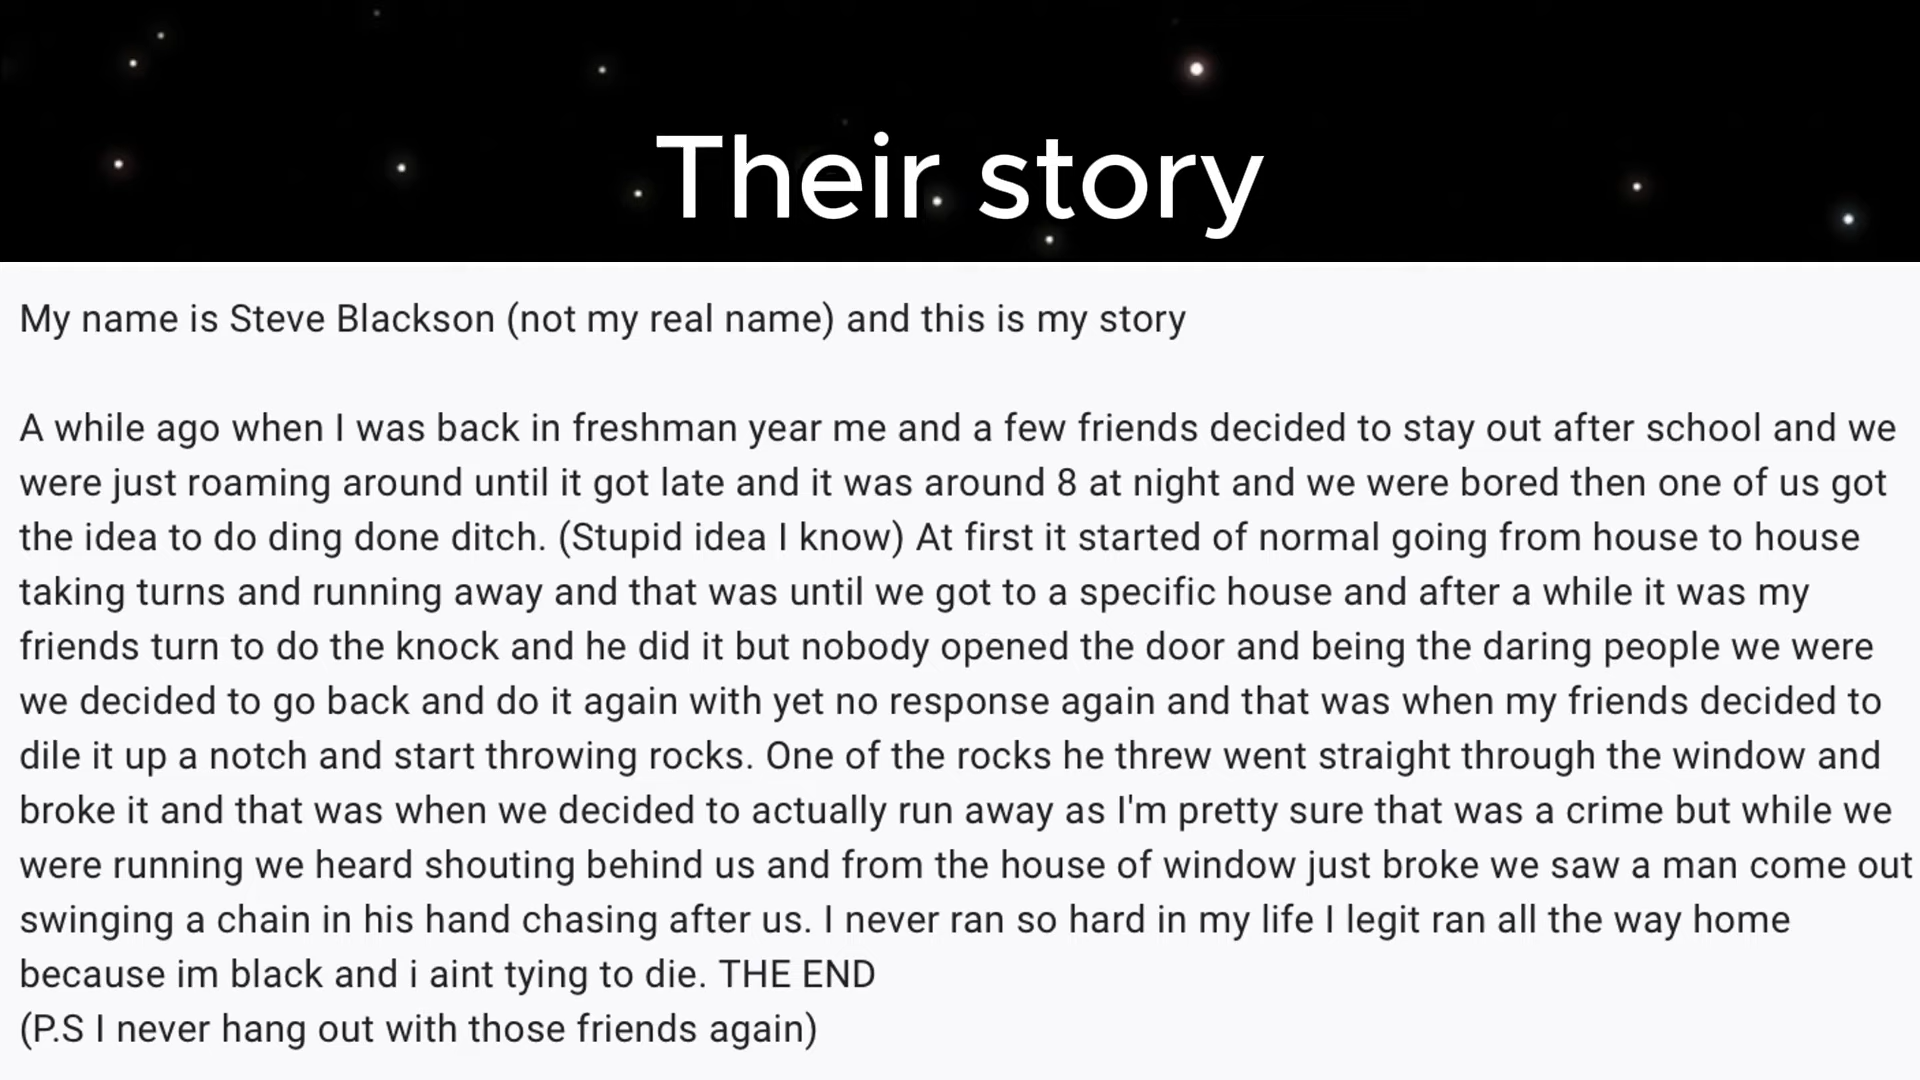 Their story
My name is Steve Blackson (not my real name) and this is my story
A while ago when I was back in freshman year me and a few friends decided to stay out after school and we
were just roaming around until it got late and it was around 8 at night and we were bored then one of us got
the idea to do ding done ditch. (Stupid idea I know) At first it started of normal going from house to house
taking turns and running away and that was until we got to a specific house and after a while it was my
friends turn to do the knock and he did it but nobody opened the door and being the daring people we were
we decided to go back and do it again with yet no response again and that was when my friends decided to
dile it up a notch and start throwing rocks. One of the rocks he threw went straight through the window and
broke it and that was when we decided to actually run away as I'm pretty sure that was a crime but while we
were running we heard shouting behind us and from the house of window just broke we saw a man come out
swinging a chain in his hand chasing after us. I never ran so hard in my life I legit ran all the way home
because im black and i aint tying to die. THE END
(P.S I never hang out with those friends again)